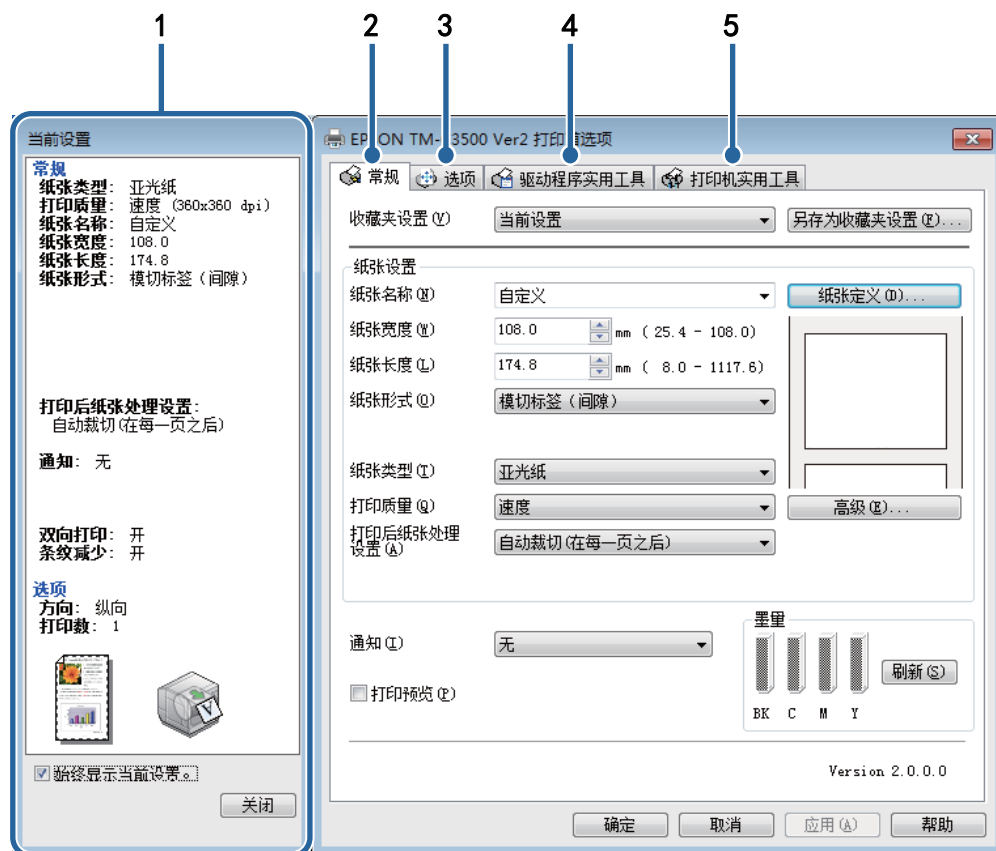 1
2
3
4
5
当前设置
常规
纸张类型: 亚光纸
打印质量: 速度 (360x360 dpi)
纸张名称: 自定义
纸张宽度: 108.0
纸张长度: 174.8
纸张形式: 模切标签（间隙）
打印后纸张处理设置:
自动裁切(在每一页之后)
通知: 无
双向打印: 开
条纹减少: 开
选项
方向: 纵向
打印数: 1
始终显示当前设置。
关闭
EPSON TM- 3500 Ver2 打印首选项
常规
选项
驱动程序实用工具
打印机实用工具
收藏夹设置(V)
当前设置
另存为收藏夹设置(F)...
纸张设置
纸张名称(N)
自定义
纸张定义(D)...
纸张宽度(W)
108.0
mm ( 25.4 - 108.0)
纸张长度(L)
174.8
mm ( 8.0 - 1117.6)
纸张形式(O)
模切标签（间隙）
纸张类型(T)
亚光纸
打印质量(Q)
速度
高级(E)...
打印后纸张处理
设置(A)
自动裁切(在每一页之后)
通知(I)
无
打印预览(P)
墨量
BK C M Y
刷新(S)
Version 2.0.0.0
确定
取消
应用(A)
帮助